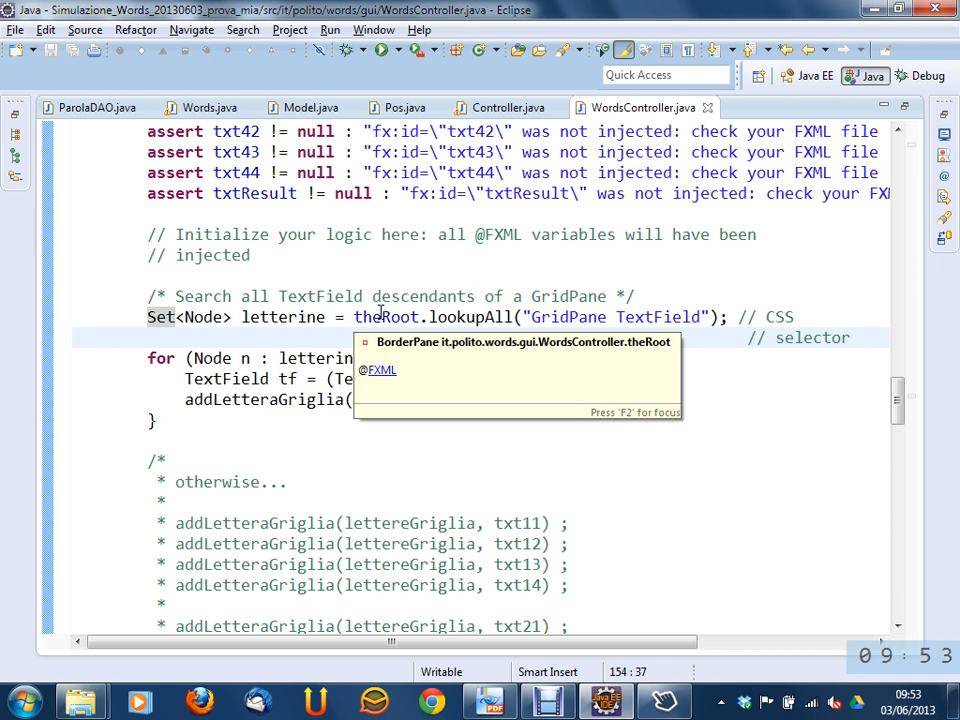 Java - Simulazione_Words_20130603_prova_mia/src/it/polito/words/gui/WordsController.java - Eclipse
File Edit Source Refactor Navigate Search Project Run Window Help
Quick Access
Java EE Java Debug
ParolaDAO.java Words.java Model.java Pos.java Controller.java WordsController.java
assert txt42 != null : "fx:id=\"txt42\" was not injected: check your FXML file
assert txt43 != null : "fx:id=\"txt43\" was not injected: check your FXML file
assert txt44 != null : "fx:id=\"txt44\" was not injected: check your FXML file
assert txtResult != null : "fx:id=\"txtResult\" was not injected: check your FXM
// Initialize your logic here: all @FXML variables will have been
// injected
/* Search all TextField descendants of a GridPane */
Set<Node> letterine = theRoot.lookupAll("GridPane TextField"); // CSS
// selector
for (Node n : letterin
TextField tf = (Te
addLetteraGriglia(
}
BorderPane it.polito.words.gui.WordsController.theRoot
@FXML
Press 'F2' for focus
/*
* otherwise...
*
* addLetteraGriglia(lettereGriglia, txt11) ;
* addLetteraGriglia(lettereGriglia, txt12) ;
* addLetteraGriglia(lettereGriglia, txt13) ;
* addLetteraGriglia(lettereGriglia, txt14) ;
*
* addLetteraGriglia(lettereGriglia, txt21) ;
09:53
Writable Smart Insert 154 : 37
09:53
03/06/2013